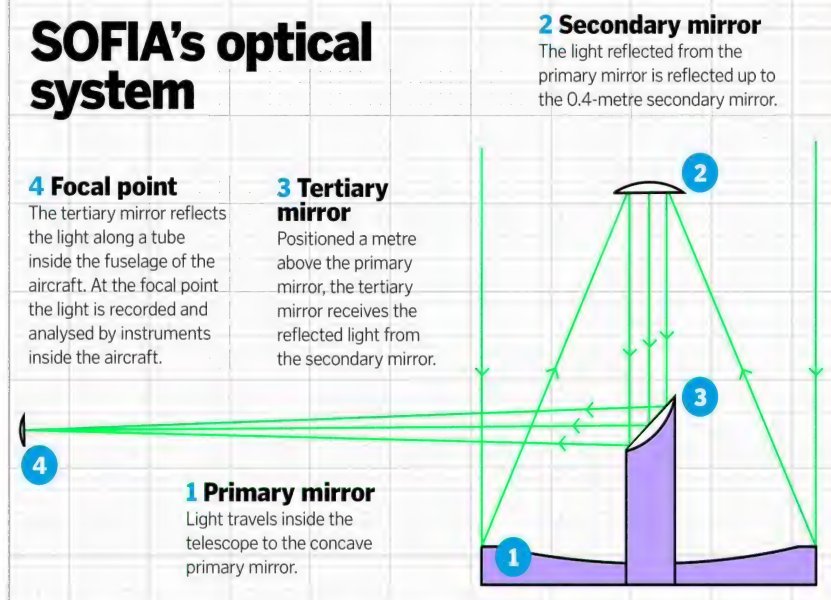 SOFIA's optical
system
2 Secondary mirror
The light reflected from the
primary mirror is reflected up to
the 0.4-metre secondary mirror.
4 Focal point
The tertiary mirror reflects
the light along a tube
inside the fuselage of the
aircraft. At the focal point
the light is recorded and
analysed by instruments
inside the aircraft.
3 Tertiary
mirror
Positioned a metre
above the primary
mirror, the tertiary
mirror receives the
reflected light from
the secondary mirror.
2
3
4
1 Primary mirror
Light travels inside the
telescope to the concave
primary mirror.
1